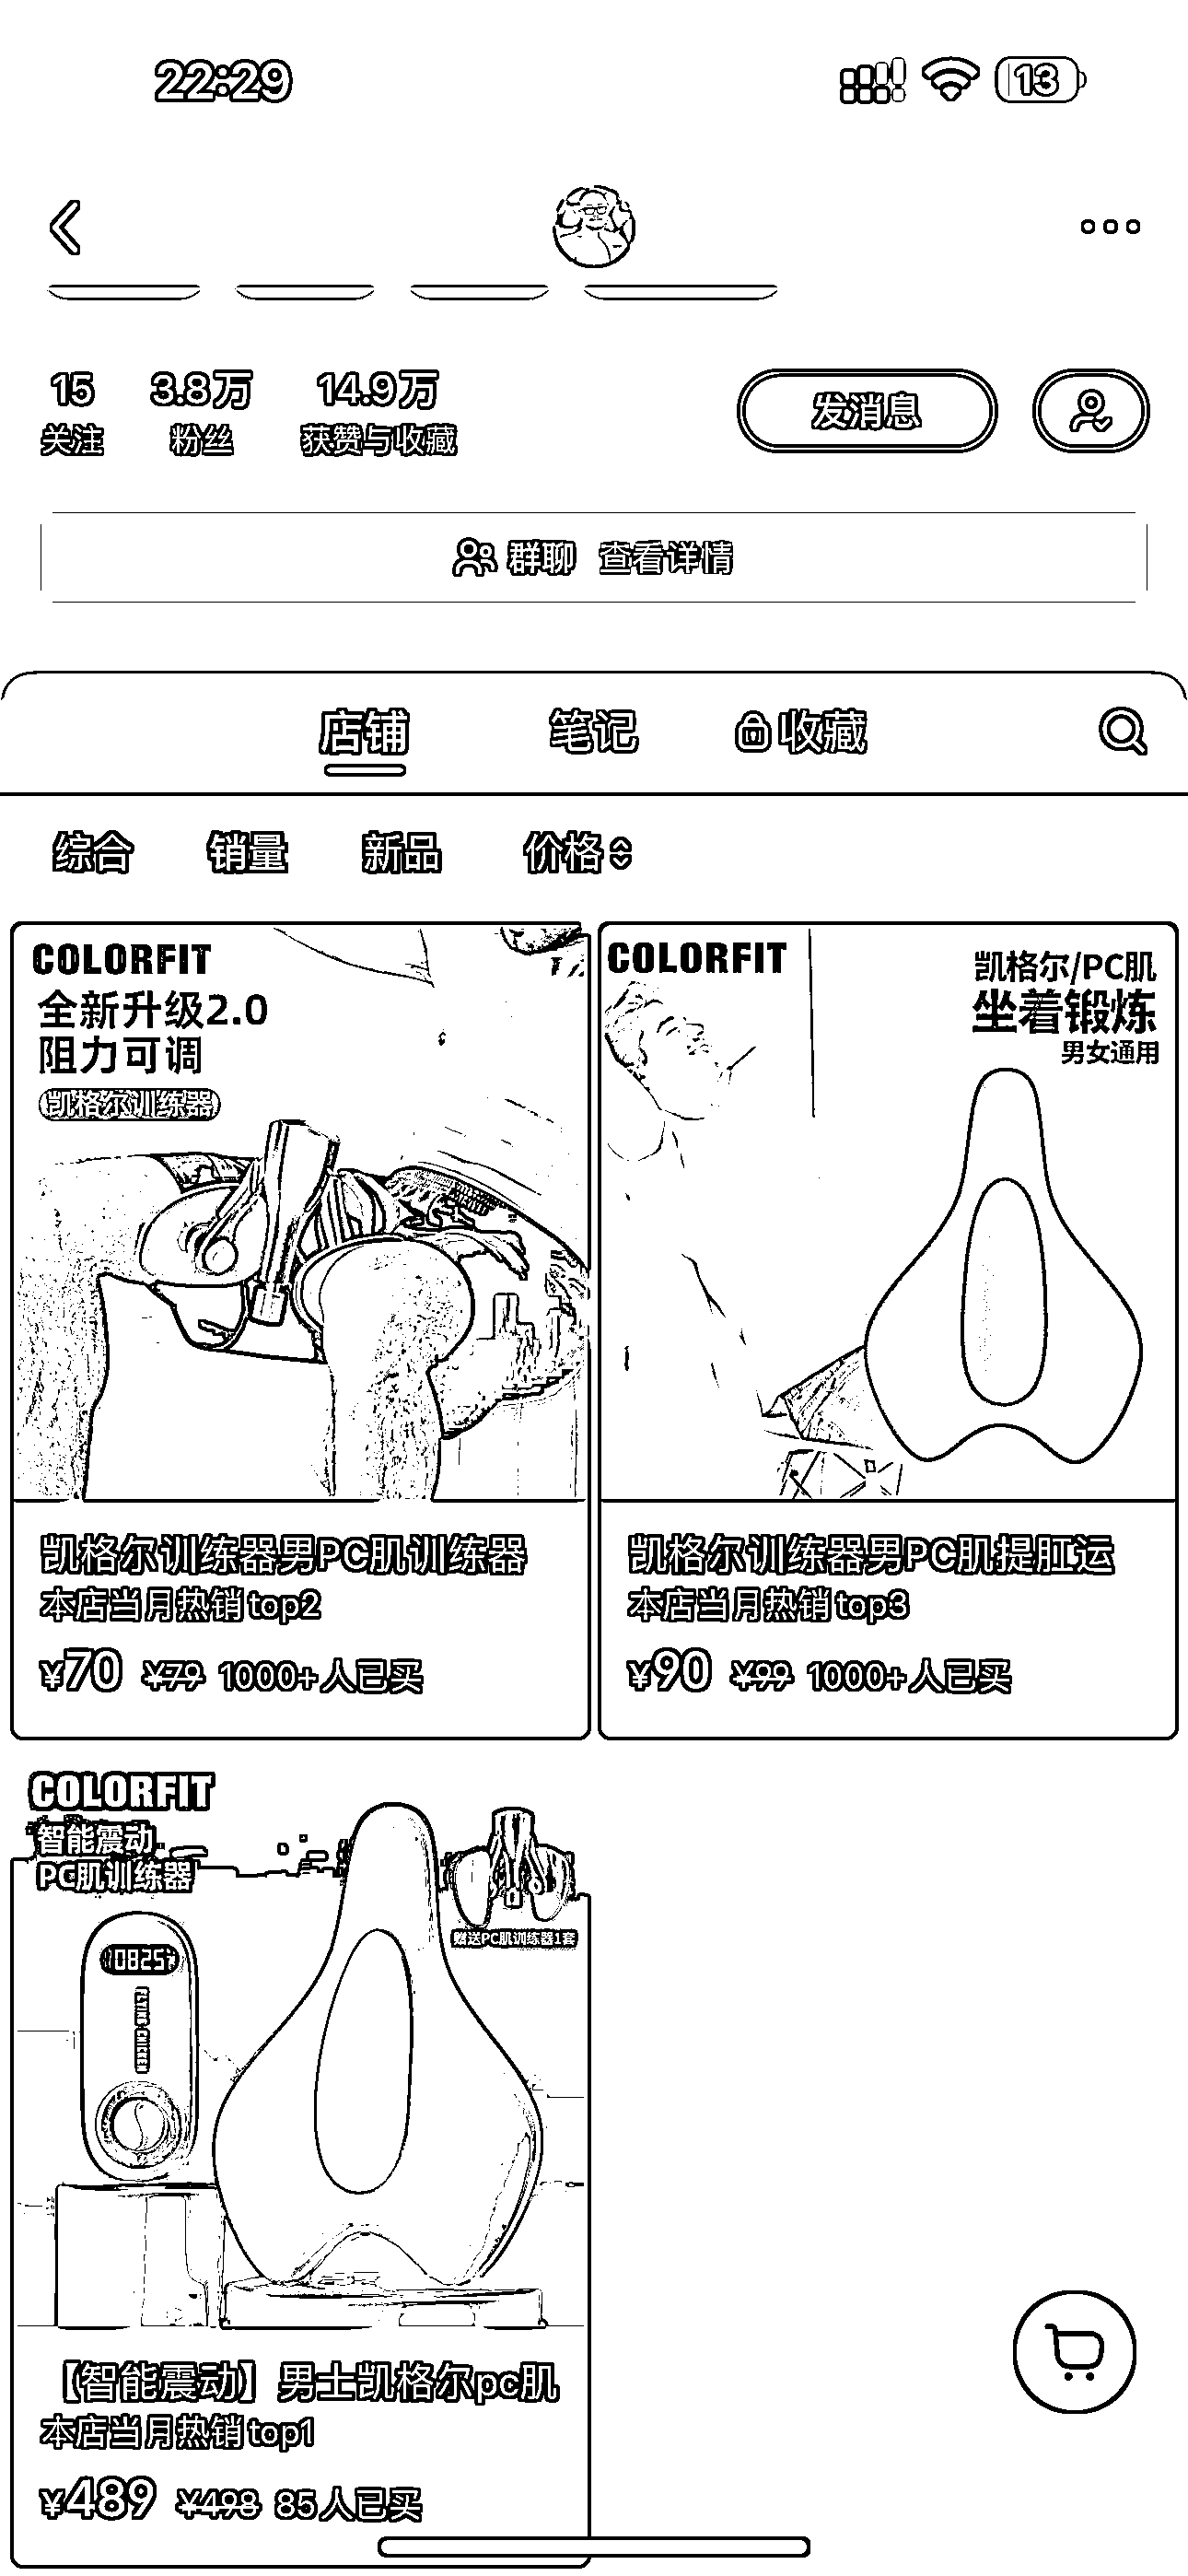 22:29
13
15 3.8万 14.9万
关注 粉丝 获赞与收藏
发消息
群聊 查看详情
店铺 笔记 收藏
综合 销量 新品 价格
COLORFIT
全新升级2.0
阻力可调
凯格尔训练器
凯格尔训练器男PC肌训练器
本店当月热销top2
¥70 ¥79 1000+人已买
COLORFIT
凯格尔/PC肌
坐着锻炼
男女通用
凯格尔训练器男PC肌提肛运
本店当月热销top3
¥90 ¥99 1000+人已买
COLORFIT
智能震动
PC肌训练器
赠送PC肌训练器1套
0825
【智能震动】男士凯格尔pc肌
本店当月热销top1
¥489 ¥498 85人已买